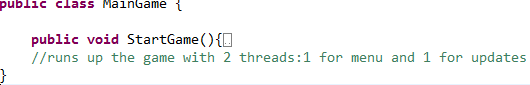 public class MainGame {
public void StartGame(){
//runs up the game with 2 threads:1 for menu and 1 for updates
}